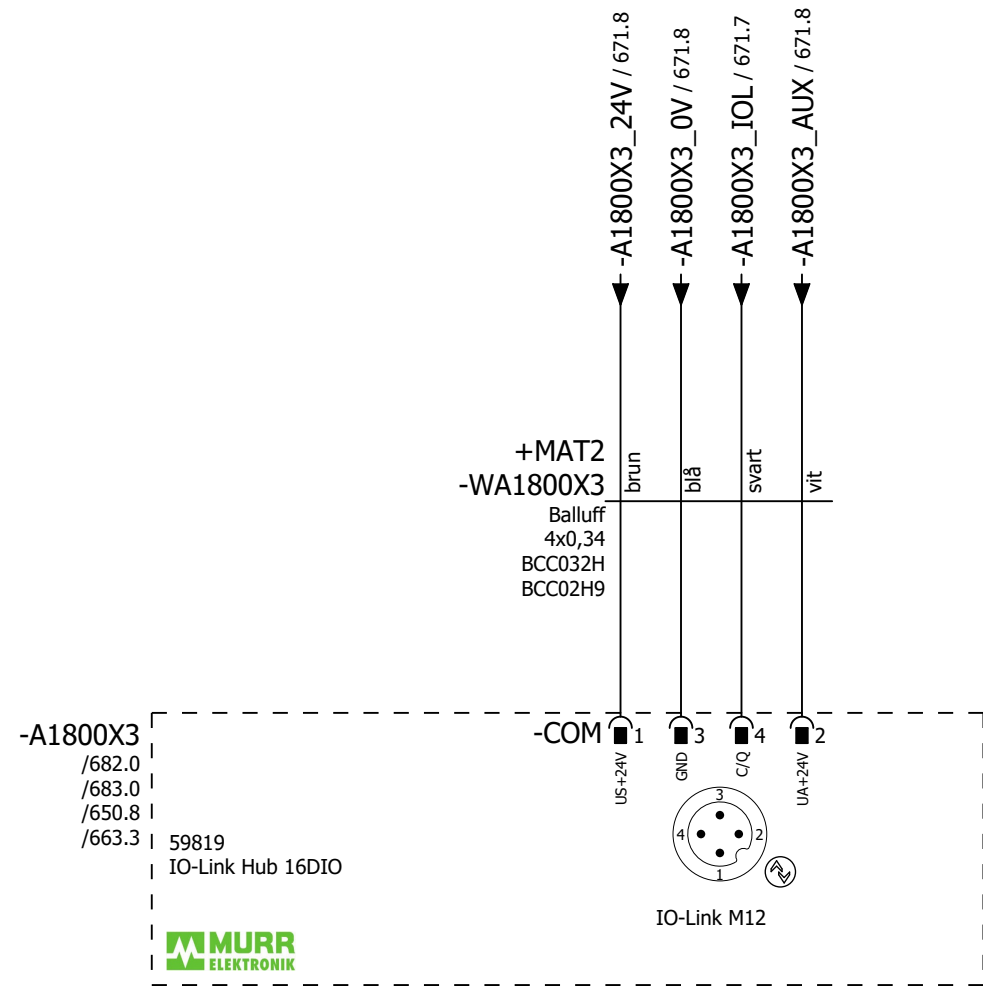 -A1800X3_24V / 671.8
-A1800X3_0V / 671.8
-A1800X3_IOL / 671.7
-A1800X3_AUX / 671.8
+MAT2
-WA1800X3
brun
blå
svart
vit
Balluff
4x0,34
BCC032H
BCC02H9
-A1800X3
/682.0
/683.0
/650.8
/663.3
-COM
1
3
4
2
US+24V
GND
C/Q
UA+24V
3
4
2
1
59819
IO-Link Hub 16DIO
IO-Link M12
MURR
ELEKTRONIK